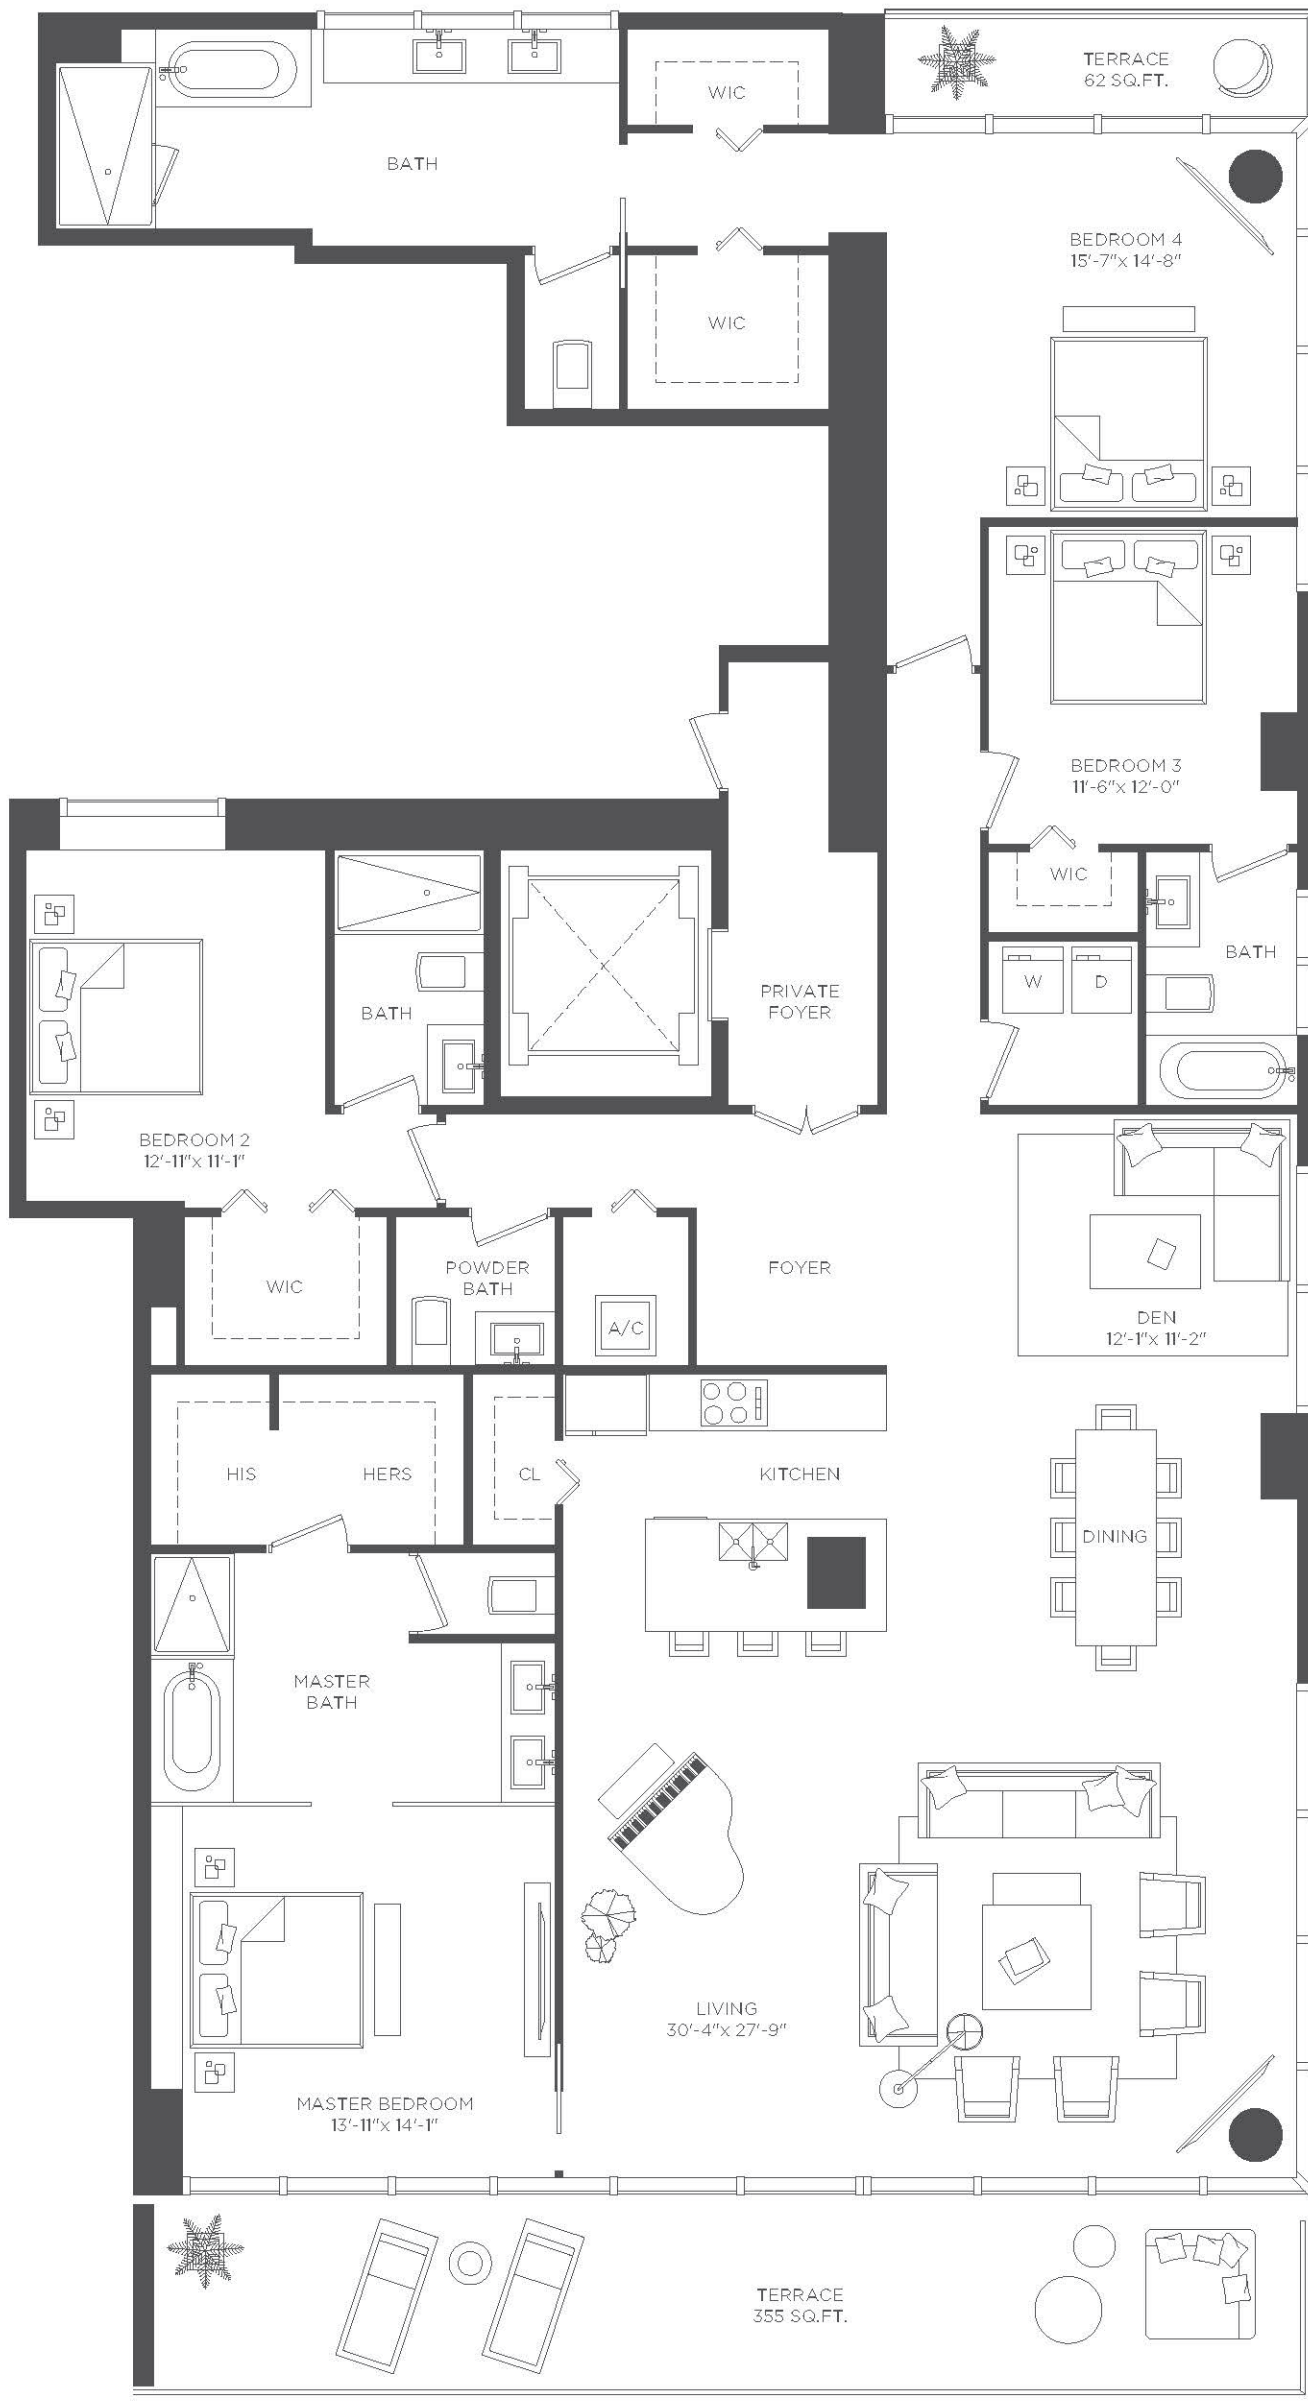 WIC
TERRACE
62 SQ.FT.
BATH
BEDROOM 4
15'-7"x 14'-8"
WIC
BEDROOM 3
11'-6"x 12'-0"
WIC
BATH
W
D
PRIVATE
FOYER
BATH
BEDROOM 2
12'-11"x 11'-1"
WIC
POWDER
BATH
A/C
FOYER
DEN
12'-1"x 11'-2"
HIS
HERS
CL
KITCHEN
DINING
MASTER
BATH
LIVING
30'-4"x 27'-9"
MASTER BEDROOM
13'-11"x 14'-1"
TERRACE
355 SQ.FT.